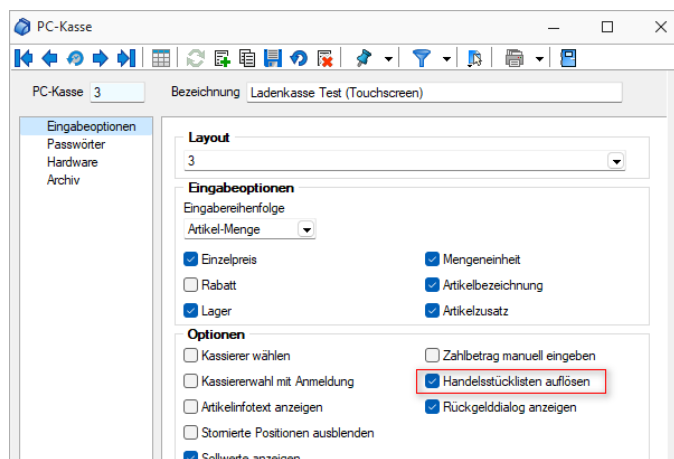 PC-Kasse
PC-Kasse 3 Bezeichnung Ladenkasse Test (Touchscreen)
Eingabeoptionen
Passwörter
Hardware
Archiv
Layout
3
Eingabeoptionen
Eingabereihenfolge
Artikel-Menge
Einzelpreis Mengeneinheit
Rabatt Artikelbezeichnung
Lager Artikelzusatz
Optionen
Kassierer wählen Zahlbetrag manuell eingeben
Kassiererwahl mit Anmeldung Handelsstücklisten auflösen
Artikelinfotext anzeigen Rückgelddialog anzeigen
Stornierte Positionen ausblenden
Sollwerte anzeigen